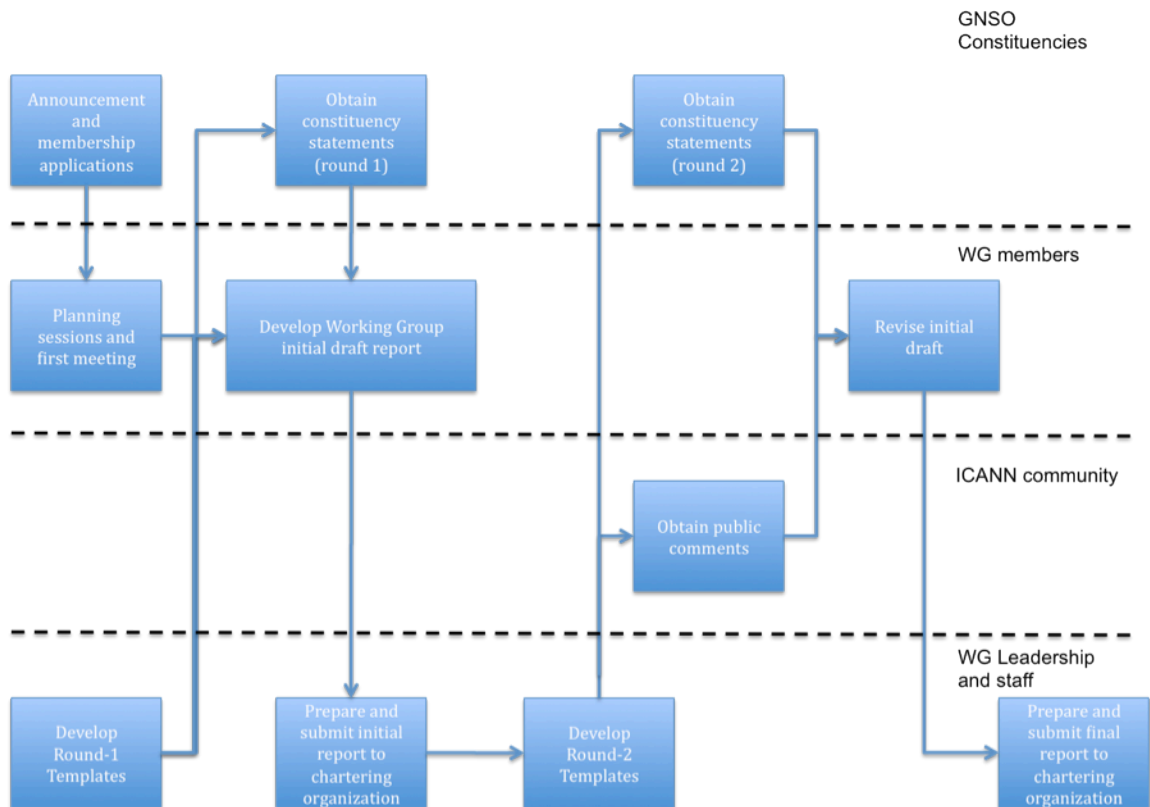 GNSO
Constituencies
Announcement
and
membership
applications
Obtain
constituency
statements
(round 1)
Obtain
constituency
statements
(round 2)
WG members
Planning
sessions and
first meeting
Develop Working Group
initial draft report
Revise initial
draft
ICANN community
Obtain public
comments
WG Leadership
and staff
Develop
Round-1
Templates
Prepare and
submit initial
report to
chartering
organization
Develop
Round-2
Templates
Prepare and
submit final
report to
chartering
organization